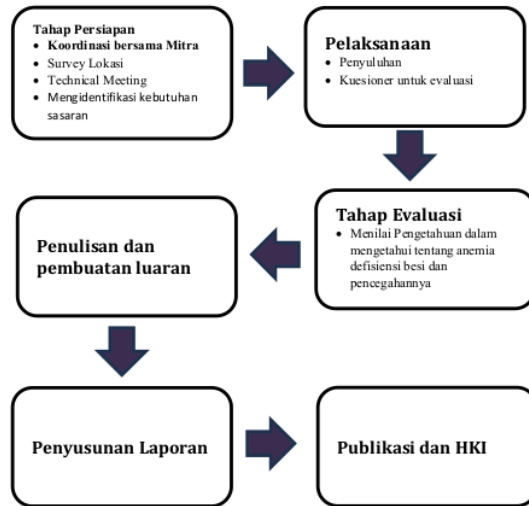 Tahap Persiapan
• Koordinasi bersama Mitra
• Survey Lokasi
• Technical Meeting
• Mengidentifikasi kebutuhan
sasaran
Pelaksanaan
• Penyuluhan
• Kuesioner untuk evaluasi
Tahap Evaluasi
• Menilai Pengetahuan dalam
mengetahui tentang anemia
defisiensi besi dan
pencegahannya
Penulisan dan
pembuatan luaran
Penyusunan Laporan
Publikasi dan HKI